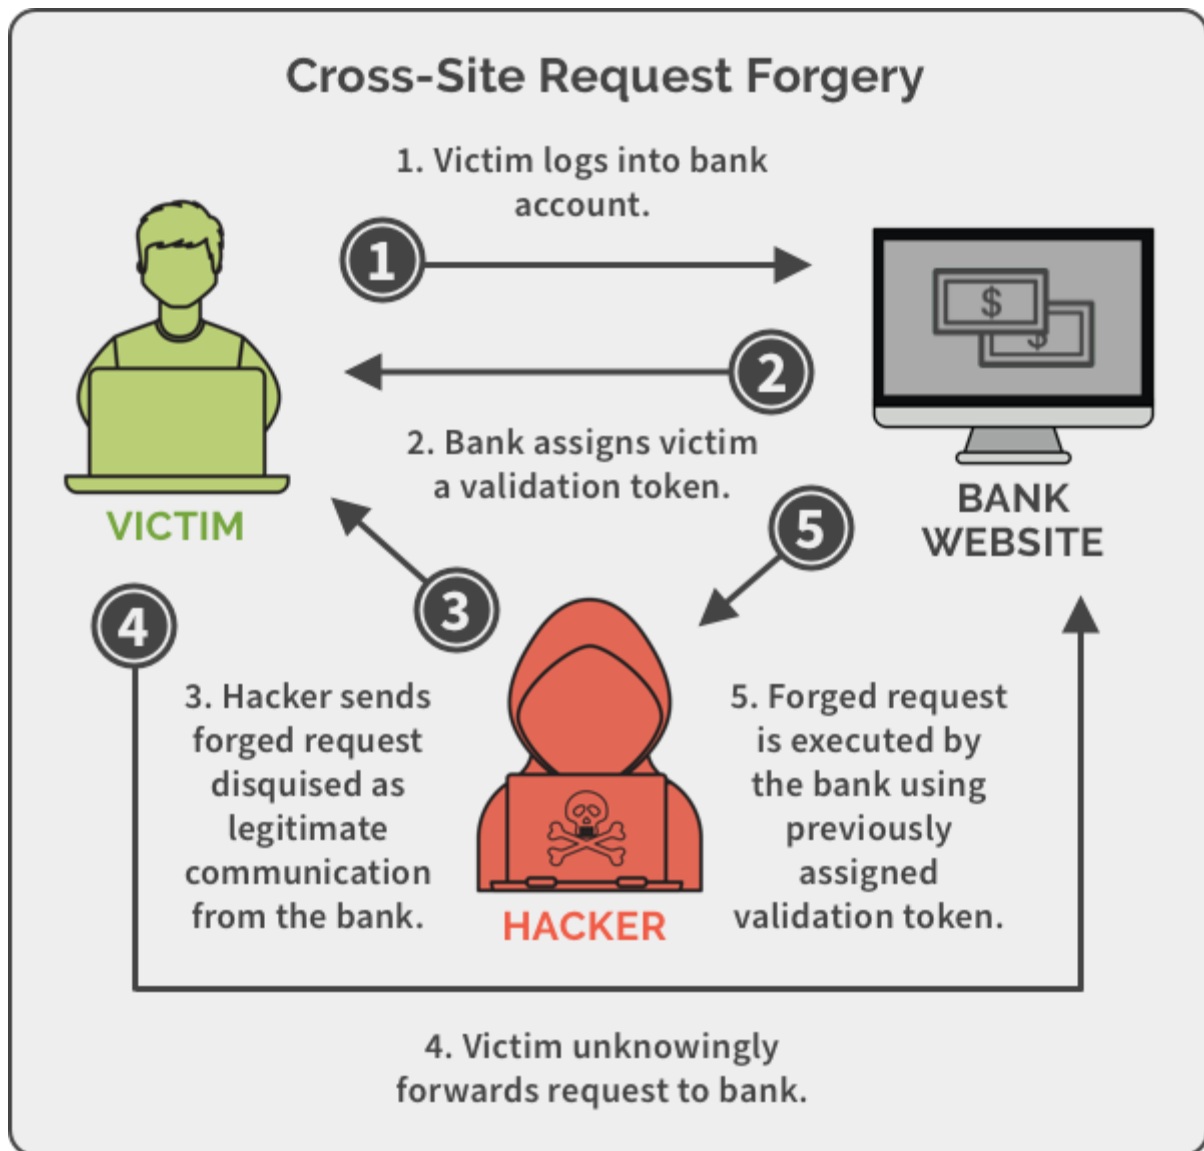 Cross-Site Request Forgery
1. Victim logs into bank
account.
1
2
$
$
2. Bank assigns victim
a validation token.
VICTIM
BANK
WEBSITE
5
3
4
3. Hacker sends
forged request
disquised as
legitimate
communication
from the bank.
HACKER
5. Forged request
is executed by
the bank using
previously
assigned
validation token.
4. Victim unknowingly
forwards request to bank.